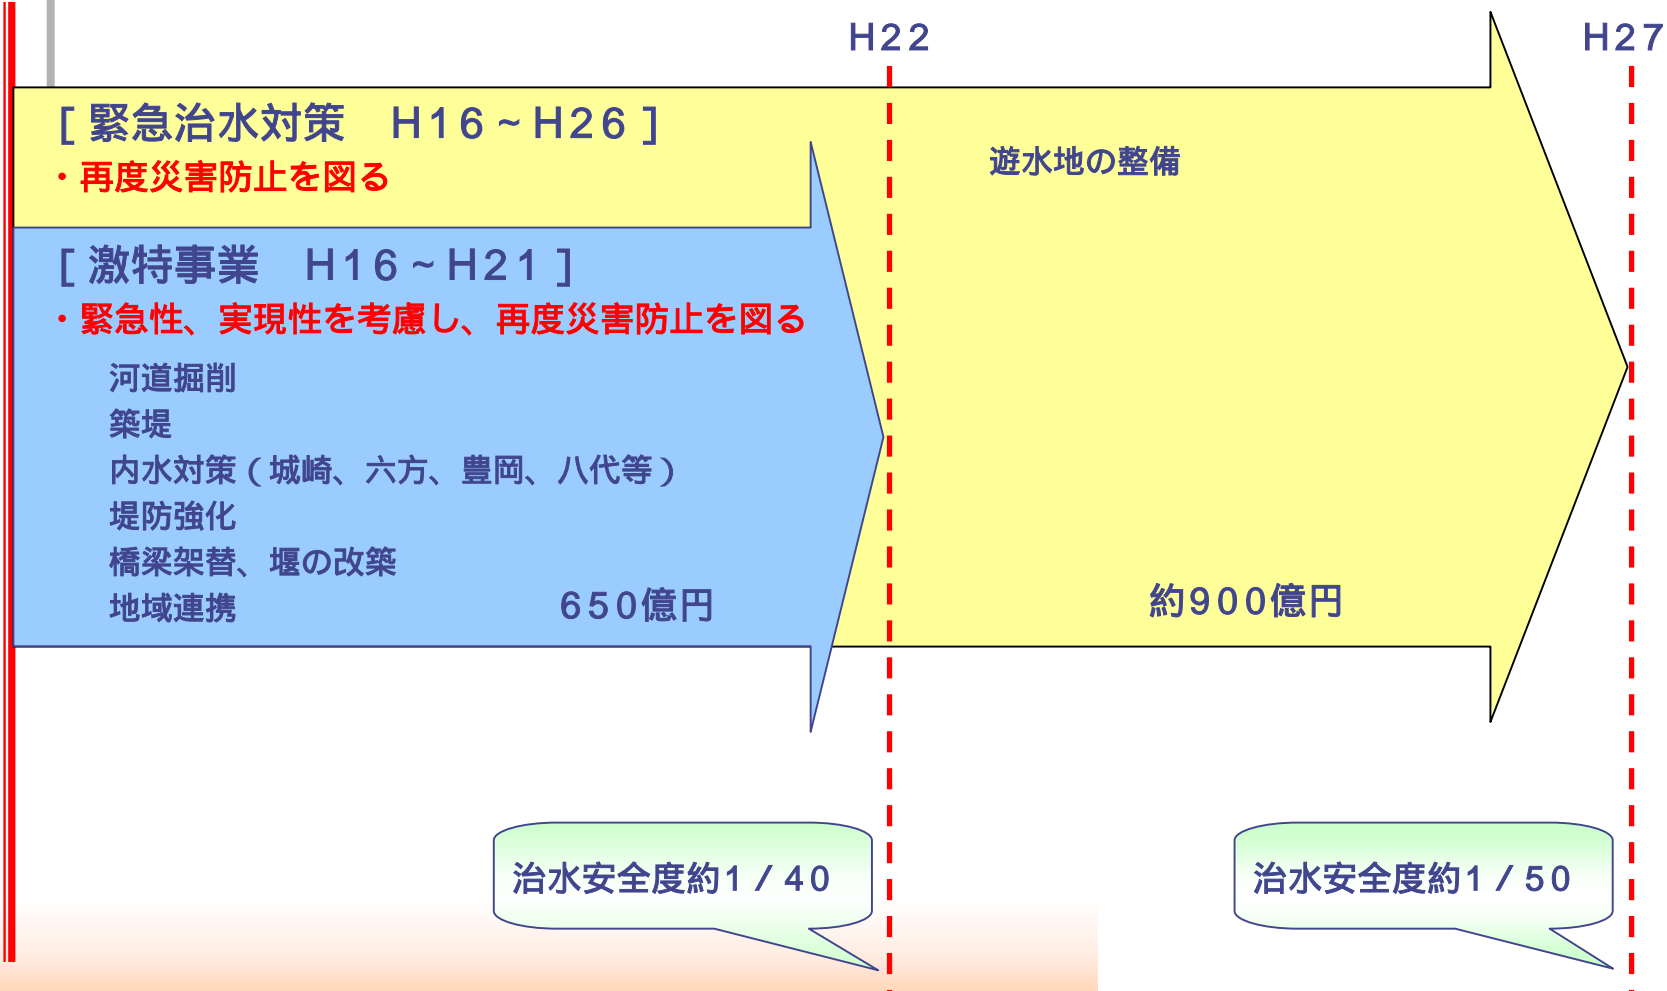 H22
H27
[緊急治水対策　H16~H26]
・再度災害防止を図る
遊水地の整備
[激特事業　H16~H21]
・緊急性、実現性を考慮し、再度災害防止を図る
河道掘削
築堤
内水対策(城崎、六方、豊岡、八代等)
堤防強化
橋梁架替、堰の改築
地域連携
650億円
約900億円
治水安全度約1/40
治水安全度約1/50